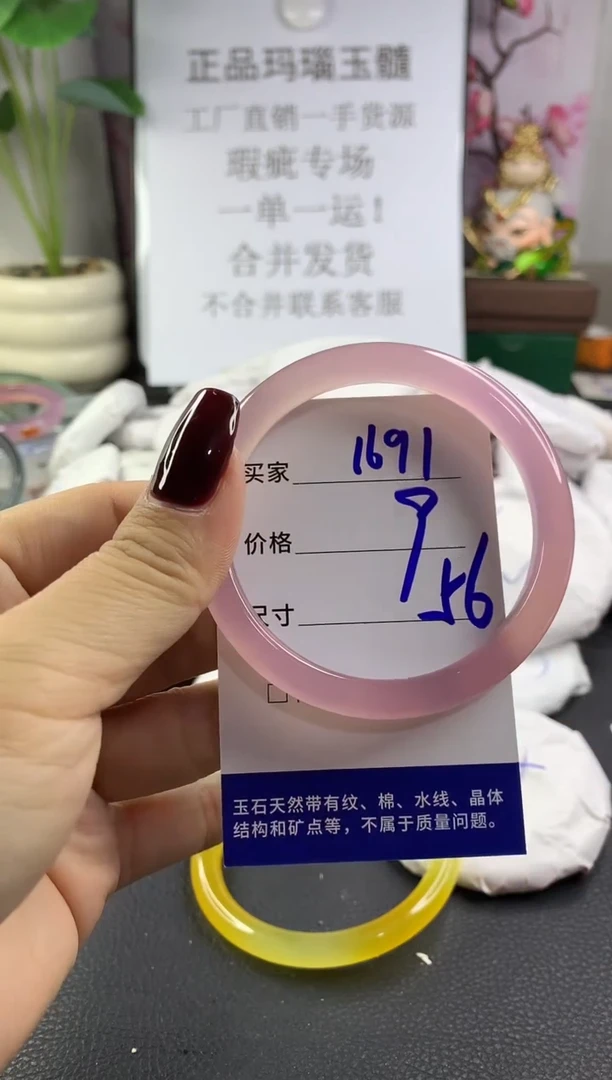 正品玛瑙玉髓
工厂直销一手货源
瑕疵专场
一单一运!
合并发货
不合并联系客服
买家 1691
价格 9
尺寸 56
玉石天然带有纹、棉、水线、晶体
结构和矿点等，不属于质量问题。